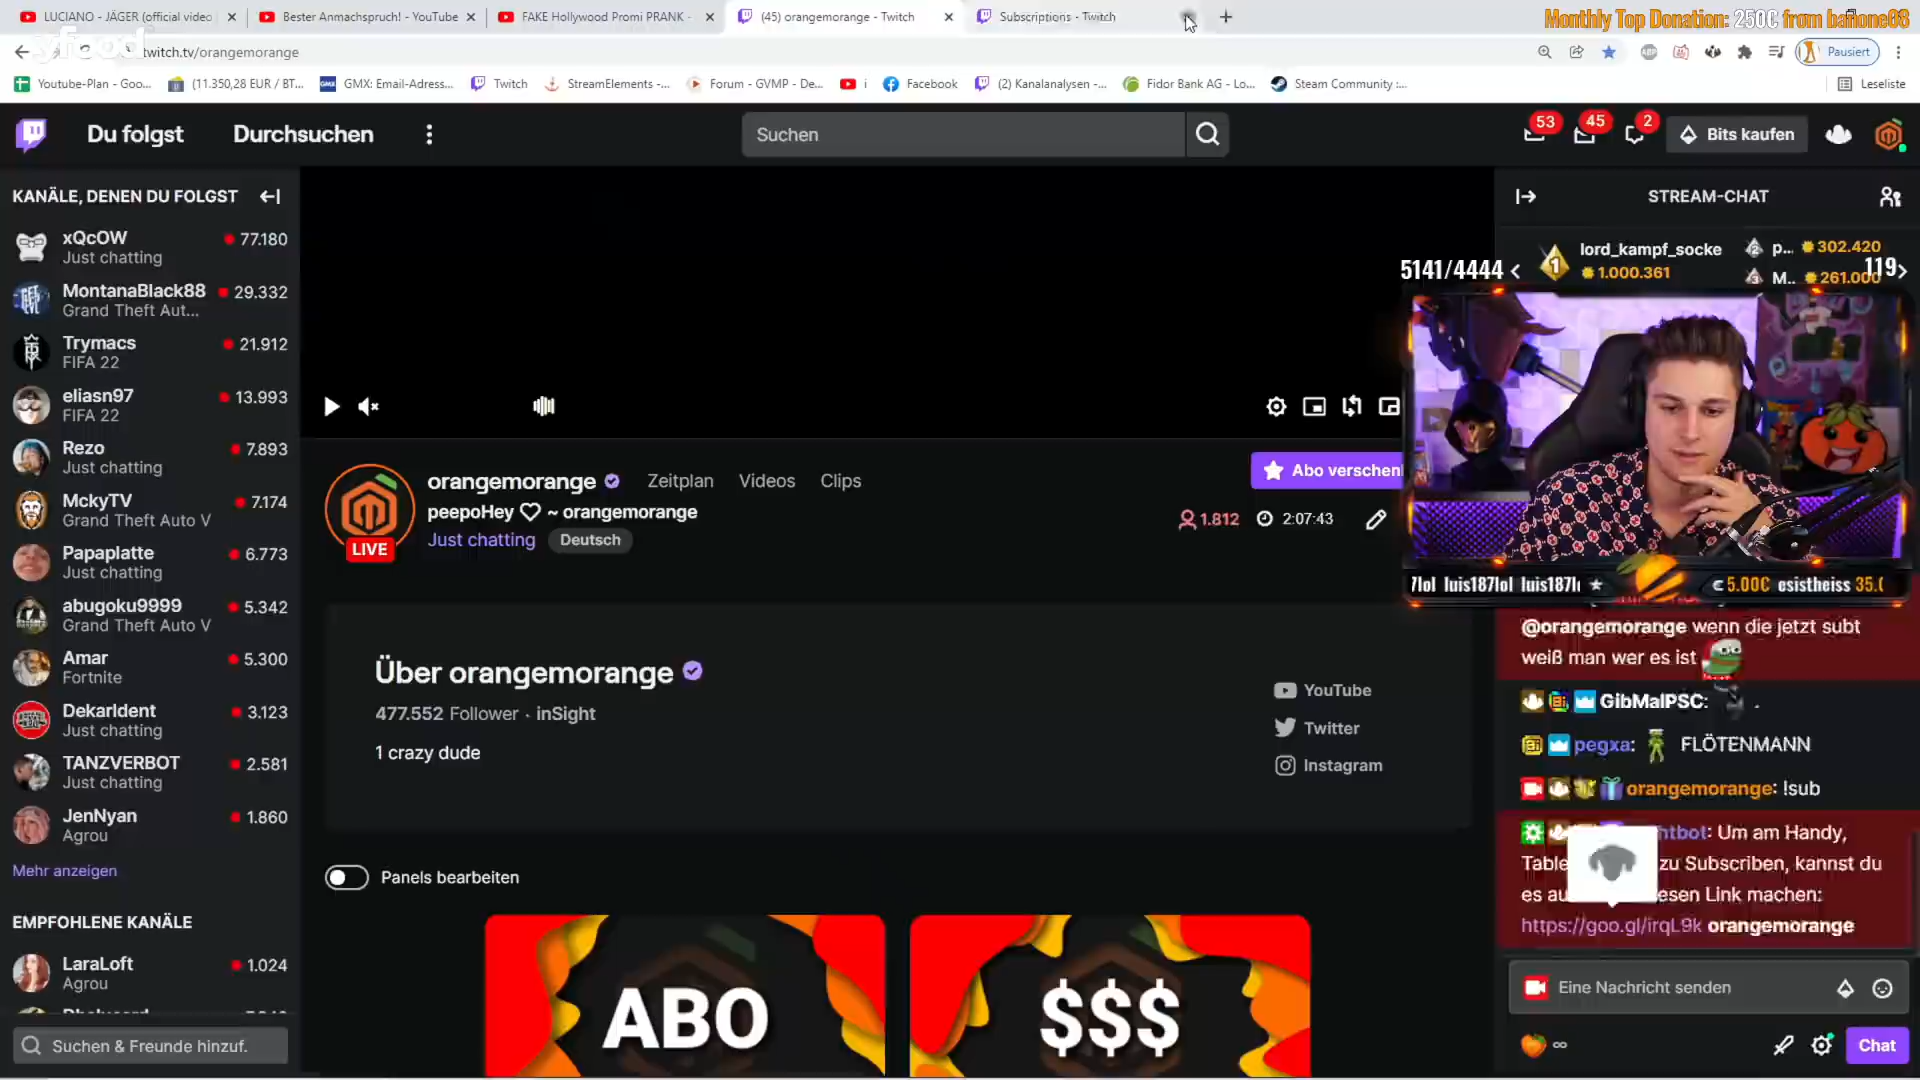 LUCIANO - JÄGER (official video
Bester Anmachspruch! - YouTube
FAKE Hollywood Promi PRANK -
(45) orangemorange - Twitch
Subscriptions - Twitch
Monthly Top Donation: 250€ from banone08
twitch.tv/orangemorange
Pausiert
Youtube-Plan - Goo...
(11.350,28 EUR / BT...
GMX: Email-Adress...
Twitch
StreamElements -...
Forum - GVMP - De...
i
Facebook
(2) Kanalanalysen -...
Fidor Bank AG - Lo...
Steam Community :...
Leseliste
Du folgst
Durchsuchen
Suchen
53
45
2
Bits kaufen
KANÄLE, DENEN DU FOLGST
xQcOW
77.180
Just chatting
MontanaBlack88
29.332
Grand Theft Aut...
Trymacs
21.912
FIFA 22
eliasn97
13.993
FIFA 22
Rezo
7.893
Just chatting
MckyTV
7.174
Grand Theft Auto V
Papaplatte
6.773
Just chatting
abugoku9999
5.342
Grand Theft Auto V
Amar
5.300
Fortnite
Dekarldent
3.123
Just chatting
TANZVERBOT
2.581
Just chatting
JenNyan
1.860
Agrou
Mehr anzeigen
EMPFOHLENE KANÄLE
LaraLoft
1.024
Agrou
Suchen & Freunde hinzuf.
LIVE
orangemorange
Zeitplan
Videos
Clips
peepoHey ♡ ~ orangemorange
Just chatting
Deutsch
Abo verschen
1.812
2:07:43
Über orangemorange
477.552 Follower · inSight
1 crazy dude
YouTube
Twitter
Instagram
Panels bearbeiten
ABO
$$$
STREAM-CHAT
5141/4444
1
lord_kampf_socke
1.000.361
2
p...
302.420
3
M...
261.000
119
7lol luis187lol luis187l
5.00€ esistheiss 35.0
@orangemorange wenn die jetzt subt
weiß man wer es ist
GibMalPSC: .
pegxa: FLÖTENMANN
orangemorange: !sub
htbot: Um am Handy,
Table zu Subscriben, kannst du
es au esen Link machen:
https://goo.gl/irqL9k orangemorange
Eine Nachricht senden
∞
Chat